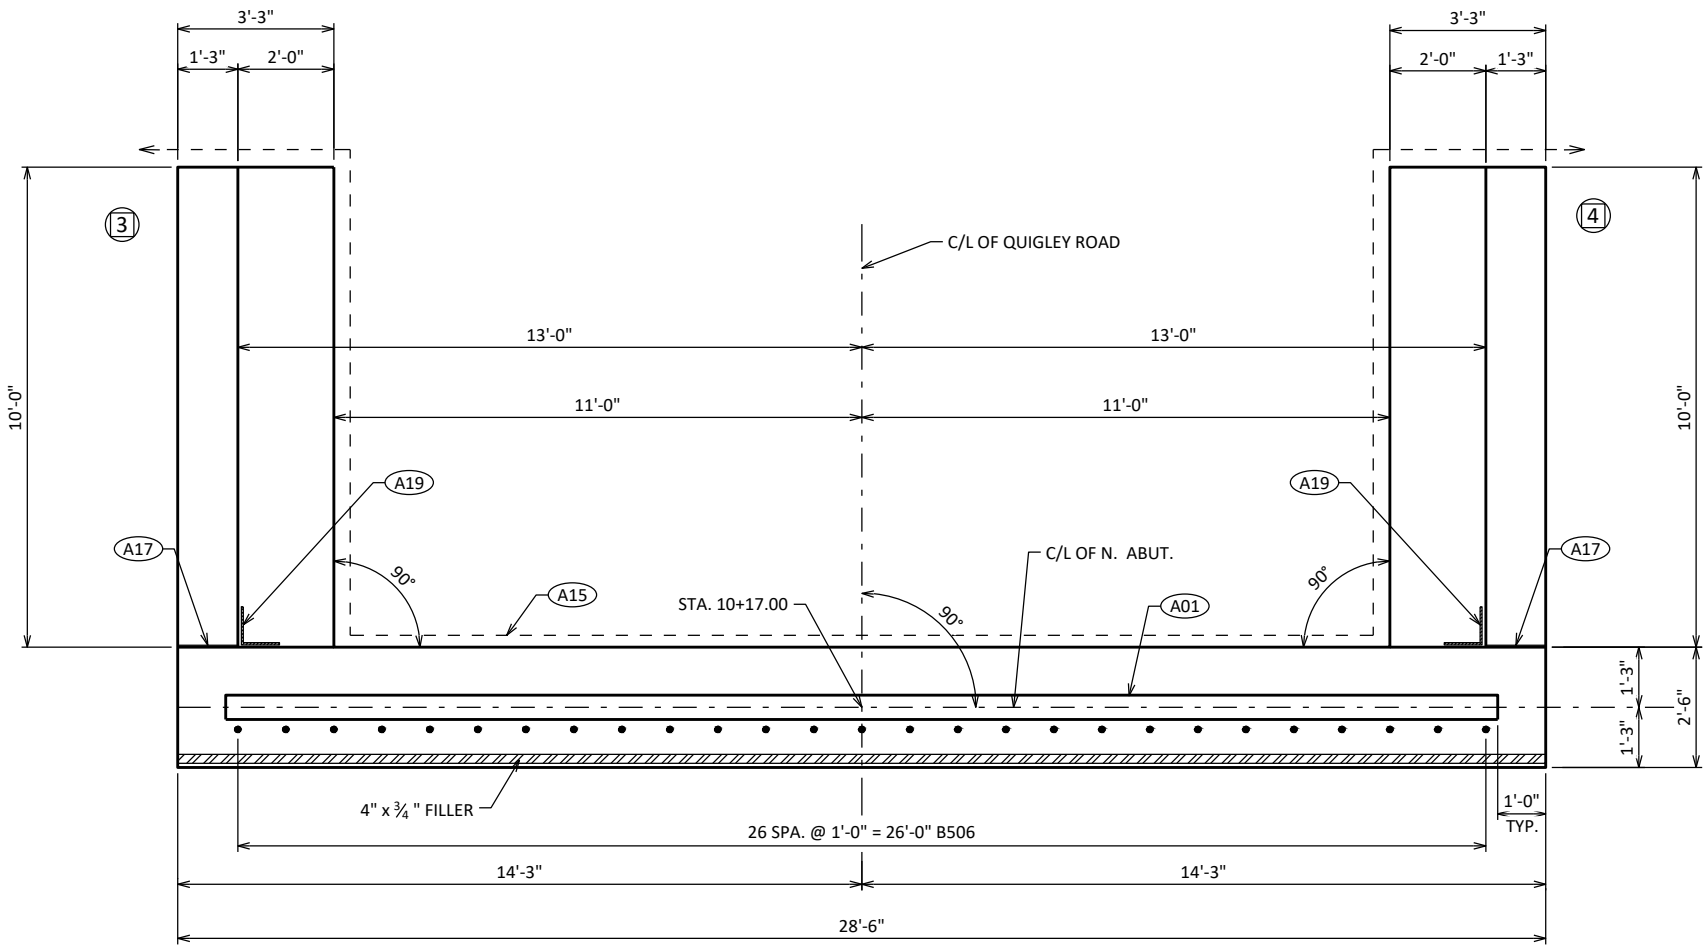 3'-3"
3'-3"
1'-3"
2'-0"
2'-0"
1'-3"
3
4
C/L OF QUIGLEY ROAD
13'-0"
13'-0"
10'-0"
11'-0"
11'-0"
10'-0"
A19
A19
A17
C/L OF N. ABUT.
A17
90°
90°
A15
STA. 10+17.00
90°
A01
1'-3"
2'-6"
1'-3"
4" x ¾" FILLER
1'-0"
TYP.
26 SPA. @ 1'-0" = 26'-0" B506
14'-3"
14'-3"
28'-6"